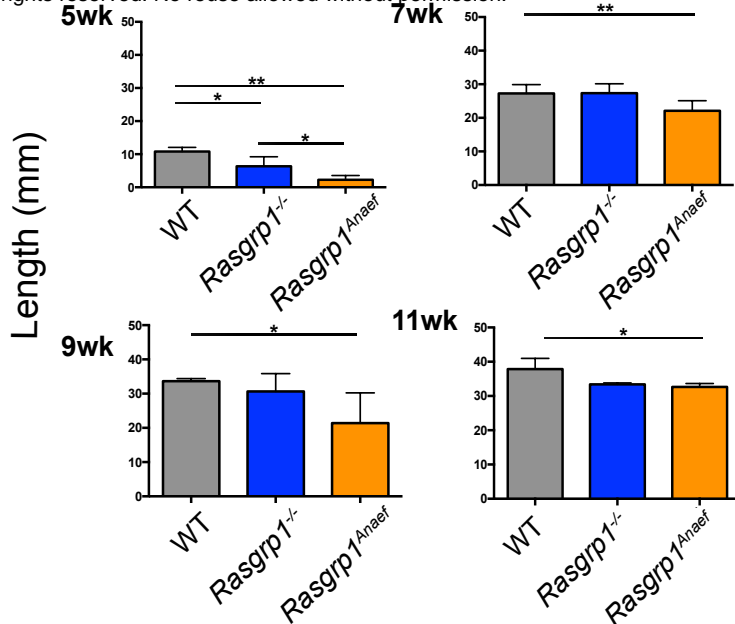 rights reserved. No reuse allowed without permission.
5wk
50
40
30
20
10
0
**
*
*
WT
Rasgrp1-/-
Rasgrp1Anaef
7wk
50
40
30
20
10
0
**
WT
Rasgrp1-/-
Rasgrp1Anaef
Length (mm)
9wk
50
40
30
20
10
0
*
WT
Rasgrp1-/-
Rasgrp1Anaef
11wk
50
40
30
20
10
0
*
WT
Rasgrp1-/-
Rasgrp1Anaef